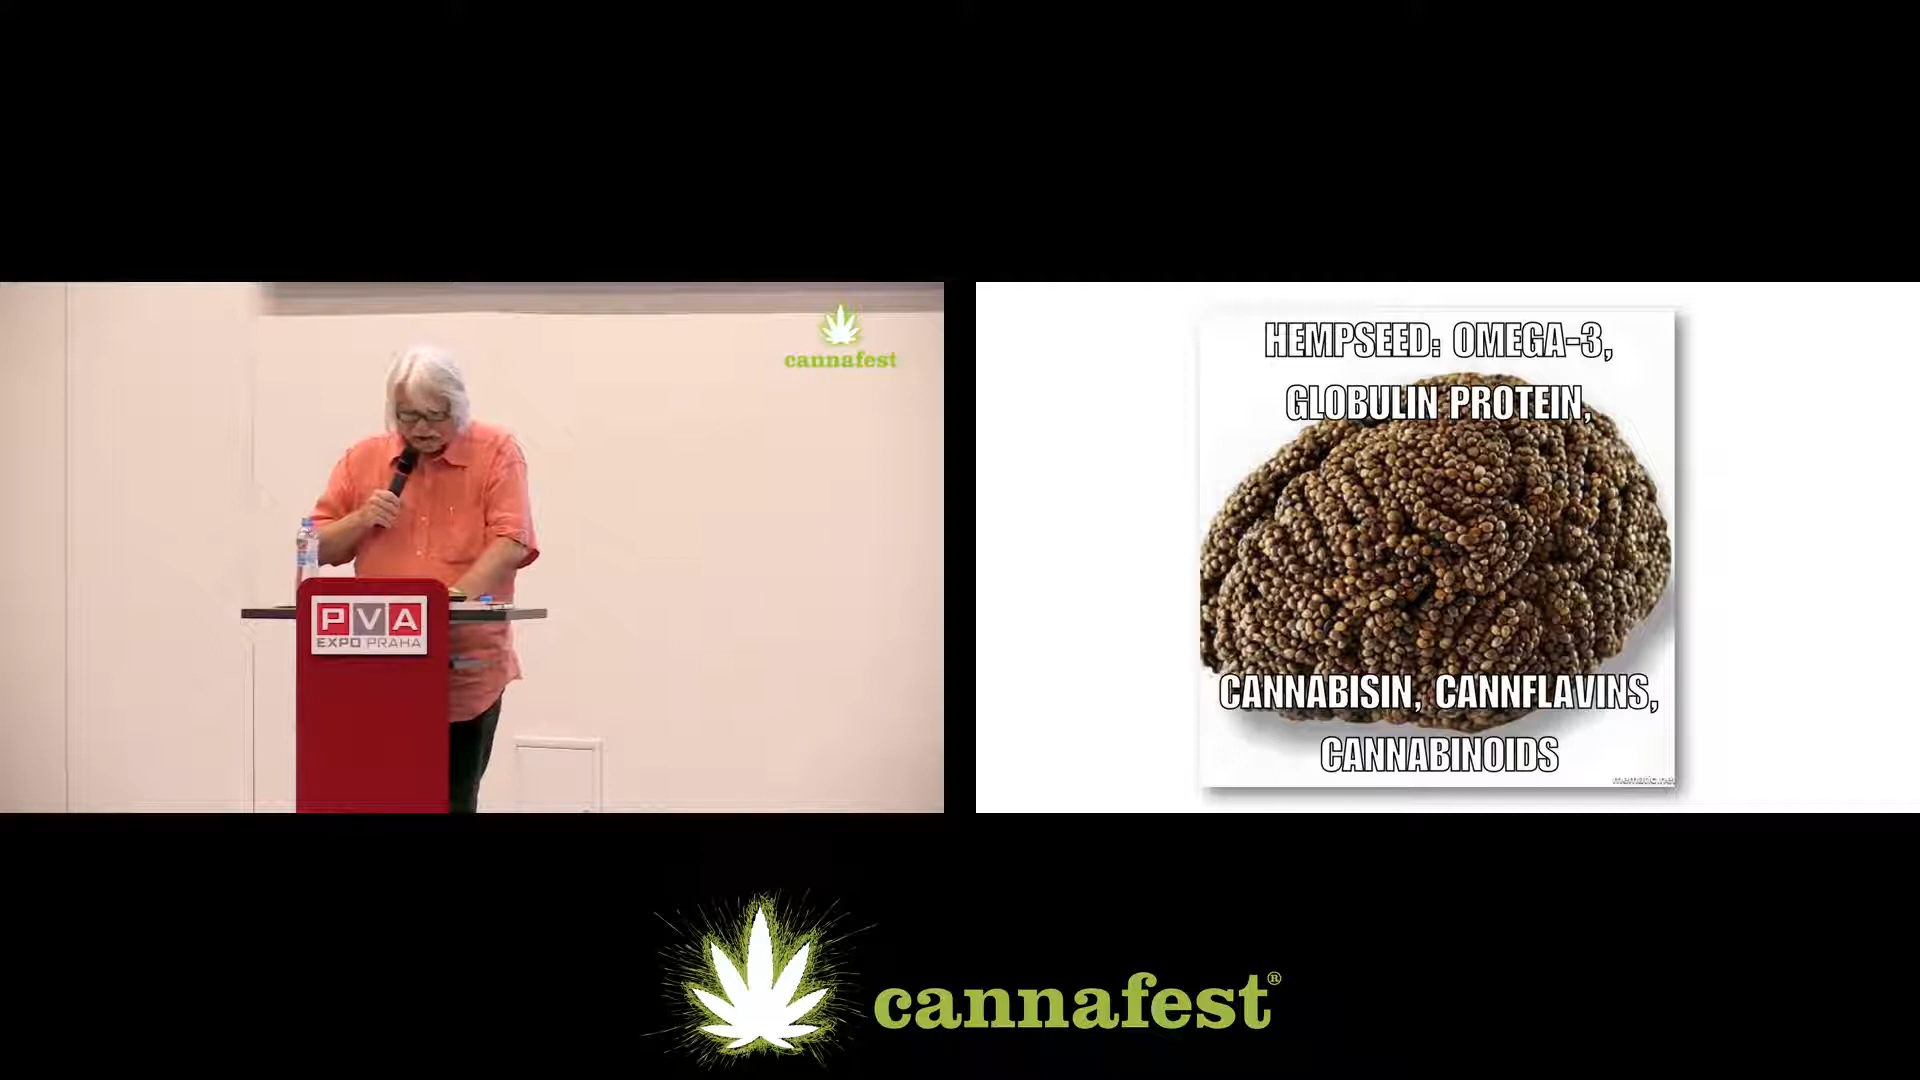 cannafest
PVA
EXPO PRAHA
HEMPSEED: OMEGA-3,
GLOBULIN PROTEIN,
CANNABISIN, CANNFLAVINS,
CANNABINOIDS
cannafest®